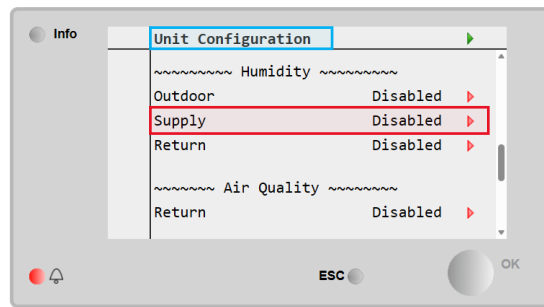 Info
Unit Configuration
~~~~~~~~~ Humidity ~~~~~~~~~
Outdoor Disabled
Supply Disabled
Return Disabled
~~~~~~~ Air Quality ~~~~~~~~
Return Disabled
ESC
OK